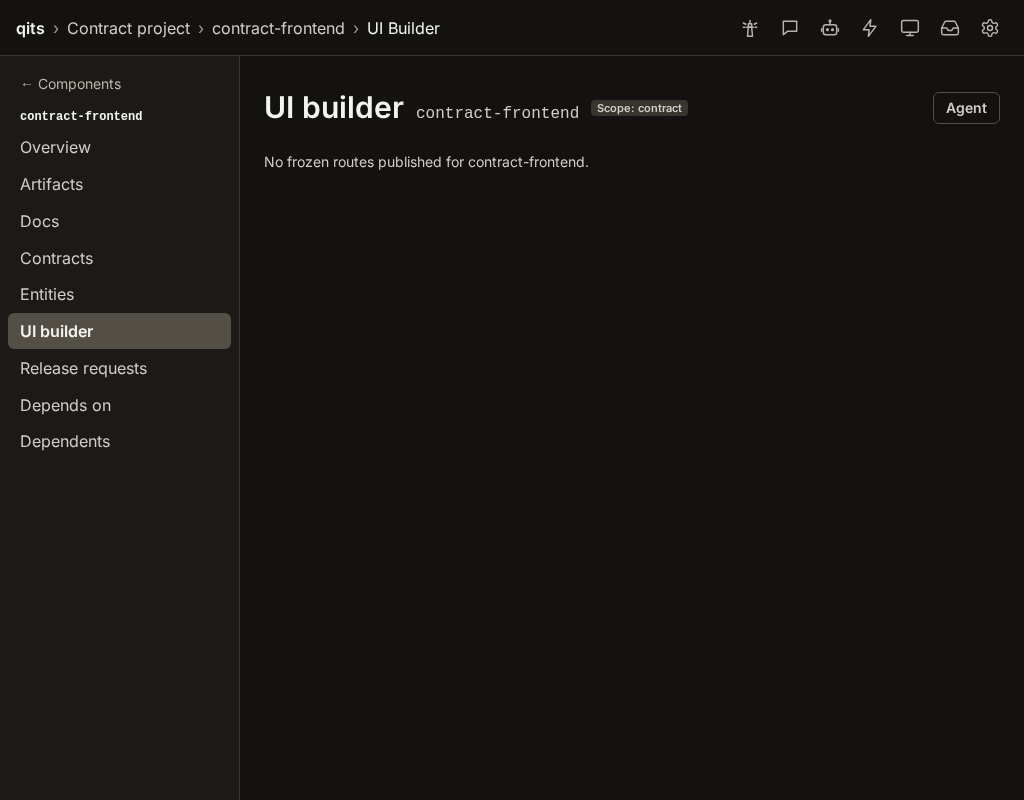 qits › Contract project › contract-frontend › UI Builder
← Components
contract-frontend
Overview
Artifacts
Docs
Contracts
Entities
UI builder
Release requests
Depends on
Dependents
UI builder contract-frontend Scope: contract
Agent
No frozen routes published for contract-frontend.